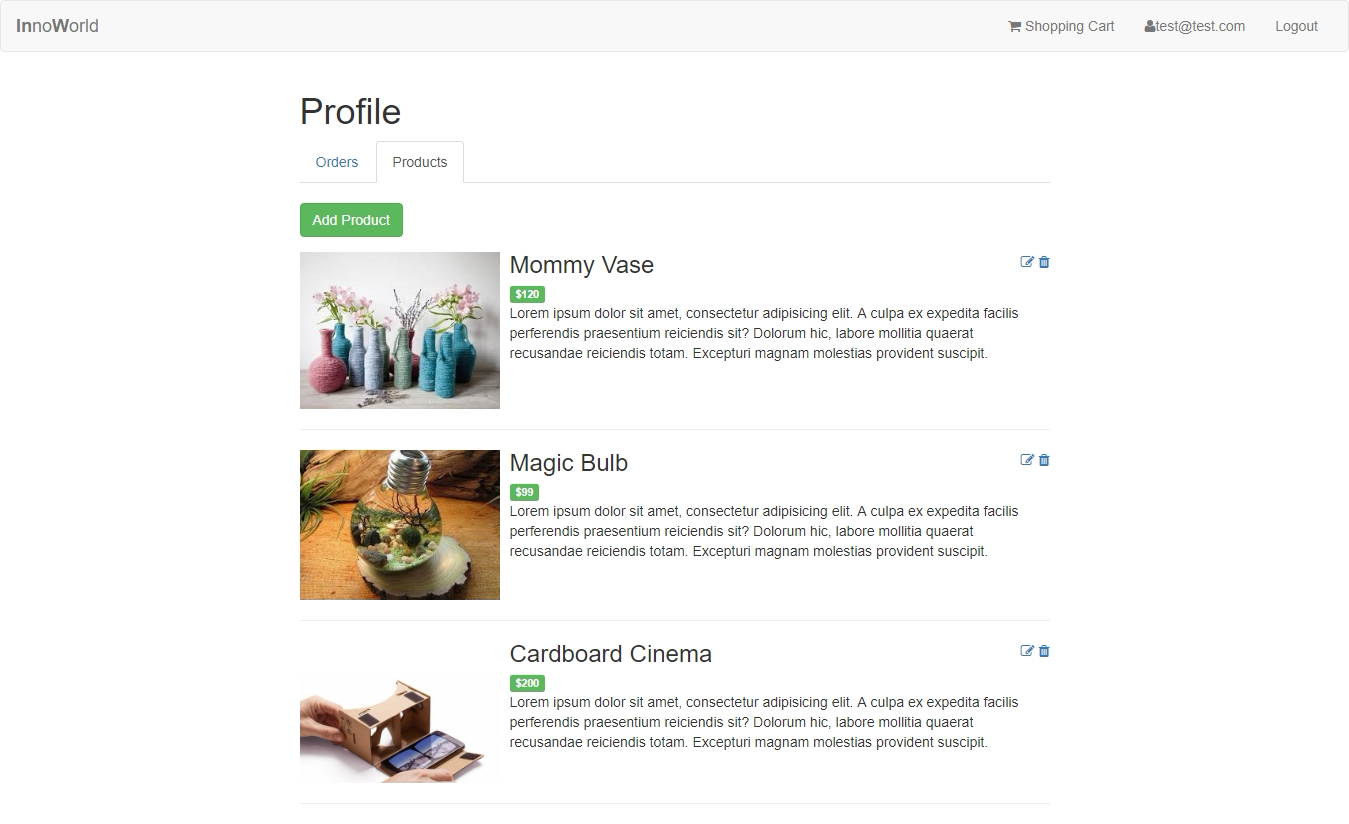 InnoWorld
Shopping Cart
test@test.com
Logout
Profile
Orders
Products
Add Product
Mommy Vase
$120
Lorem ipsum dolor sit amet, consectetur adipisicing elit. A culpa ex expedita facilis
perferendis praesentium reiciendis sit? Dolorum hic, labore mollitia quaerat
recusandae reiciendis totam. Excepturi magnam molestias provident suscipit.
Magic Bulb
$99
Lorem ipsum dolor sit amet, consectetur adipisicing elit. A culpa ex expedita facilis
perferendis praesentium reiciendis sit? Dolorum hic, labore mollitia quaerat
recusandae reiciendis totam. Excepturi magnam molestias provident suscipit.
Cardboard Cinema
$200
Lorem ipsum dolor sit amet, consectetur adipisicing elit. A culpa ex expedita facilis
perferendis praesentium reiciendis sit? Dolorum hic, labore mollitia quaerat
recusandae reiciendis totam. Excepturi magnam molestias provident suscipit.